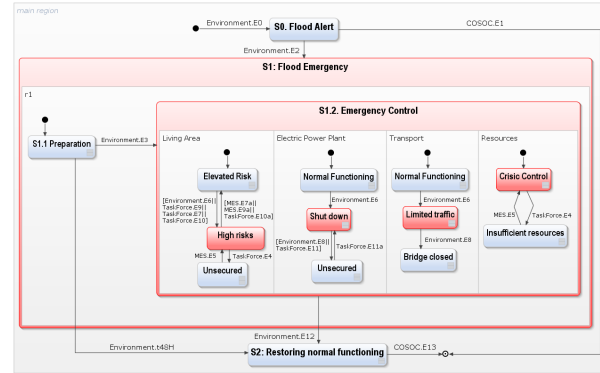 main region
Environment.E0
S0. Flood Alert
COSOC.E1
Environment.E2
S1: Flood Emergency
r1
S1.2. Emergency Control
S1.1 Preparation
Environment.E3
Living Area
Electric Power Plant
Transport
Resources
Elevated Risk
Normal Functioning
Normal Functioning
Crisic Control
[Environment.E6||
TaskForce.E9||
TaskForce.E7||
TaskForce.E10]
[MES.E7a||
MES.E9a||
TaskForce.E10a]
Environment.E6
Environment.E6
Shut down
Limited traffic
MES.E5
TaskForce.E4
High risks
Insufficient resources
[Environment.E8||
TaskForce.E11]
TaskForce.E11a
Environment.E8
MES.E5
TaskForce.E4
Unsecured
Unsecured
Bridge closed
Environment.E12
Environment.t48H
S2: Restoring normal functioning
COSOC.E13